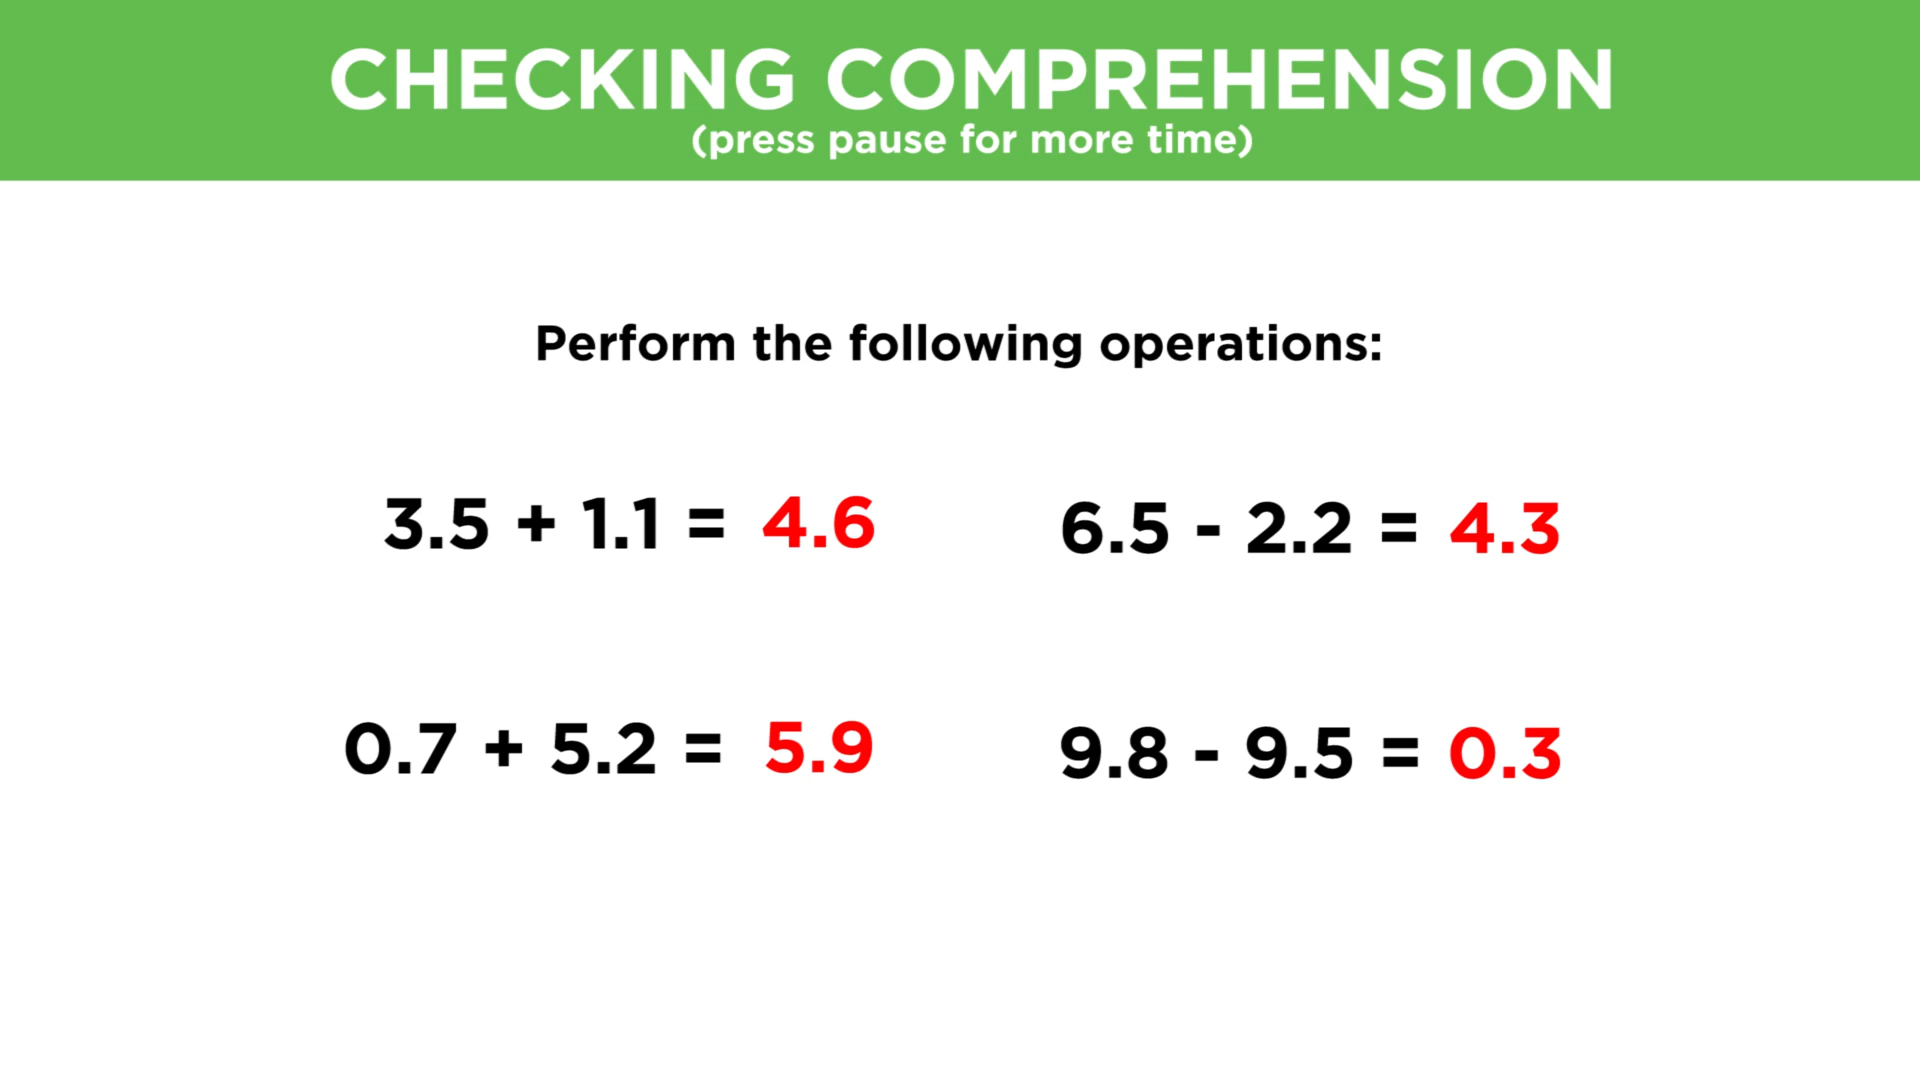 CHECKING COMPREHENSION
(press pause for more time)
Perform the following operations:
3.5 + 1.1 = 4.6
6.5 - 2.2 = 4.3
0.7 + 5.2 = 5.9
9.8 - 9.5 = 0.3